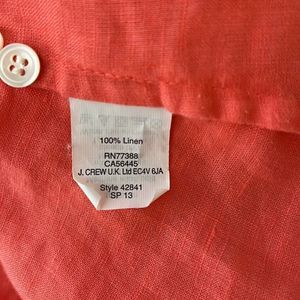 100% Linen
RN77388
CA56445
J. CREW U.K. Ltd EC4V 6JA
Style 42841
SP 13